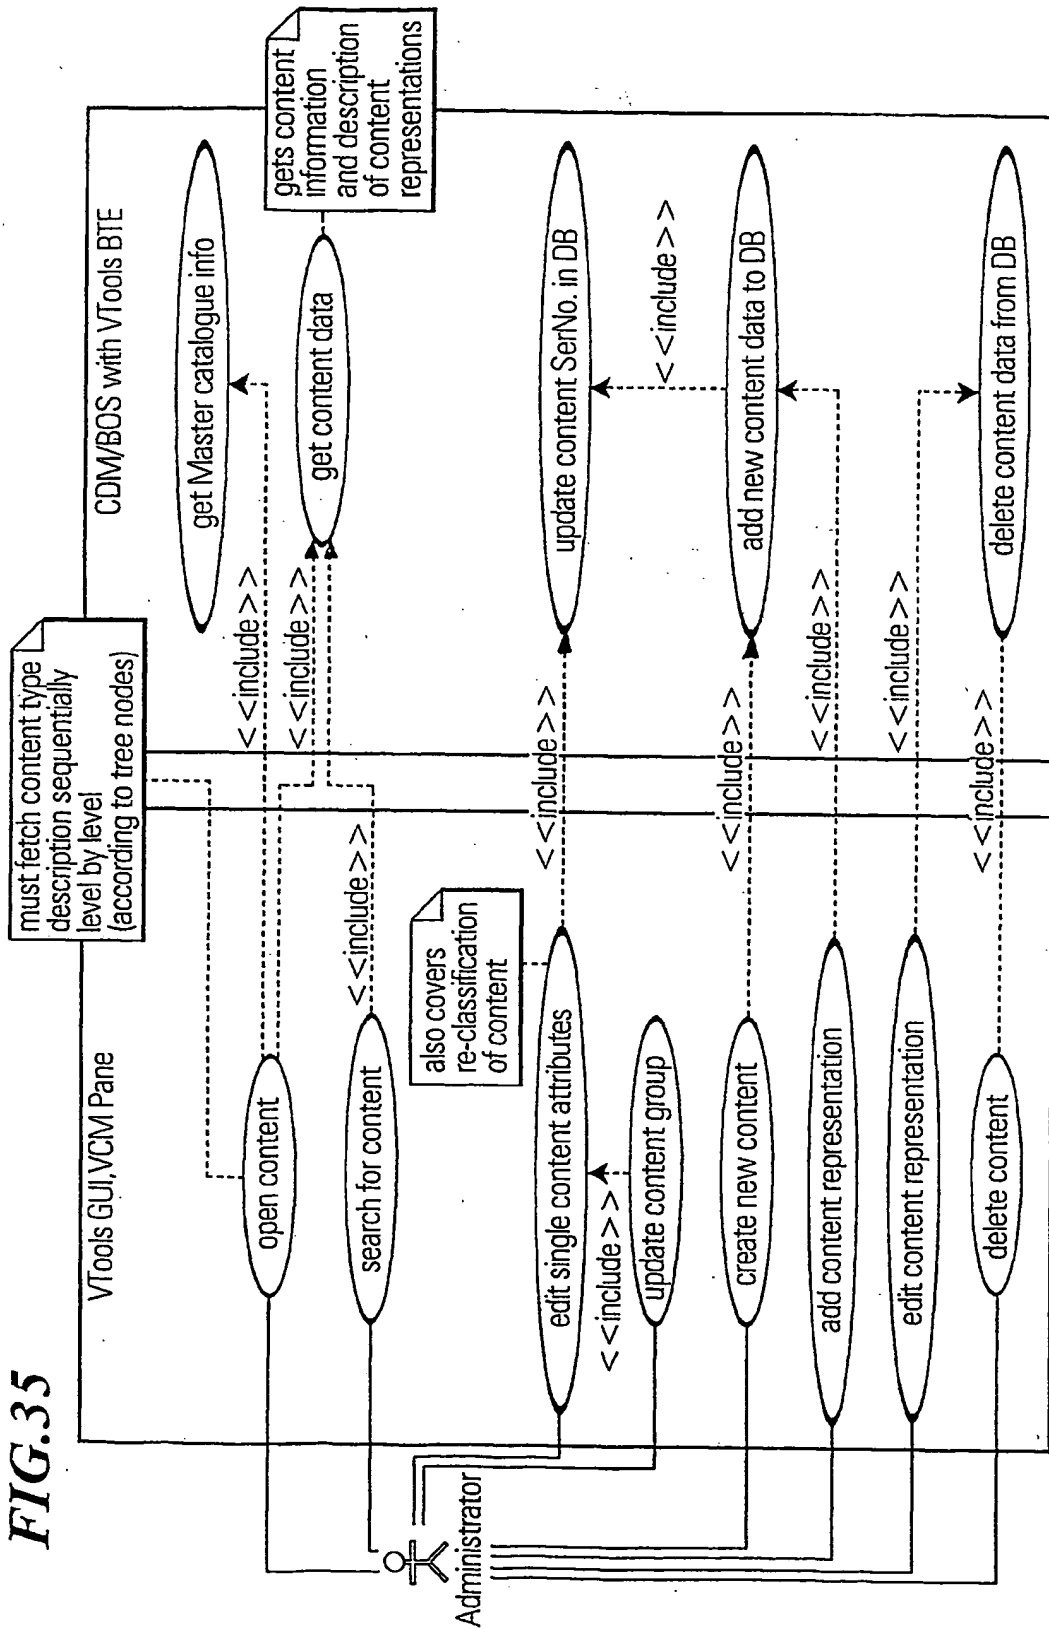 FIG.35
VTools GUI,VCM Pane
CDM/BOS with VTools BTE
must fetch content type
description sequentially
level by level
(according to tree nodes)
gets content
information
and description
of content
representations
get Master catalogue info
<<include>>
open content
<<include>>
get content data
<<include>>
search for content
also covers
re-classification
of content
edit single content attributes
<<include>>
update content SerNo. in DB
<<include>>
update content group
<<include>>
create new content
<<include>>
add new content data to DB
add content representation
<<include>>
edit content representation
<<include>>
delete content
<<include>>
delete content data from DB
Administrator